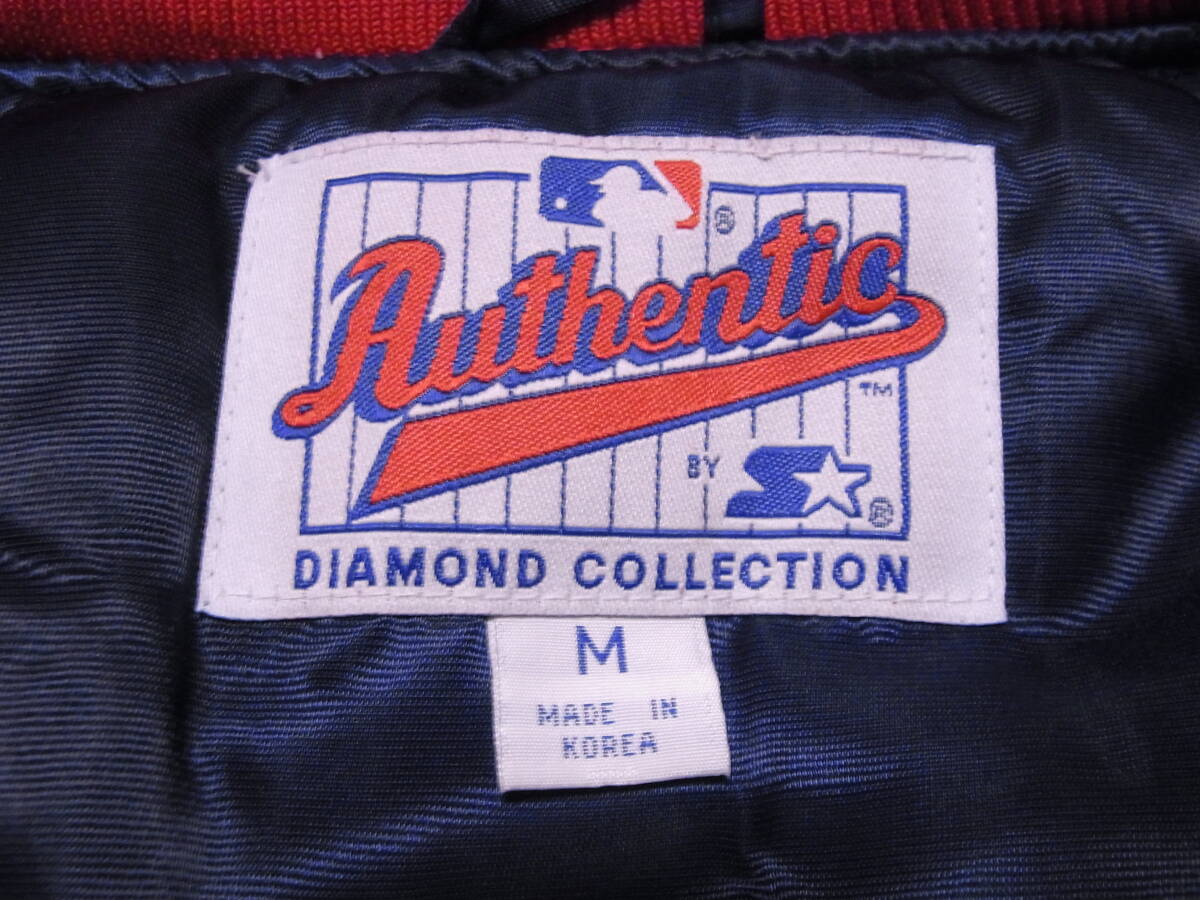 ®
Authentic
™
BY ®
DIAMOND COLLECTION
M
MADE IN
KOREA